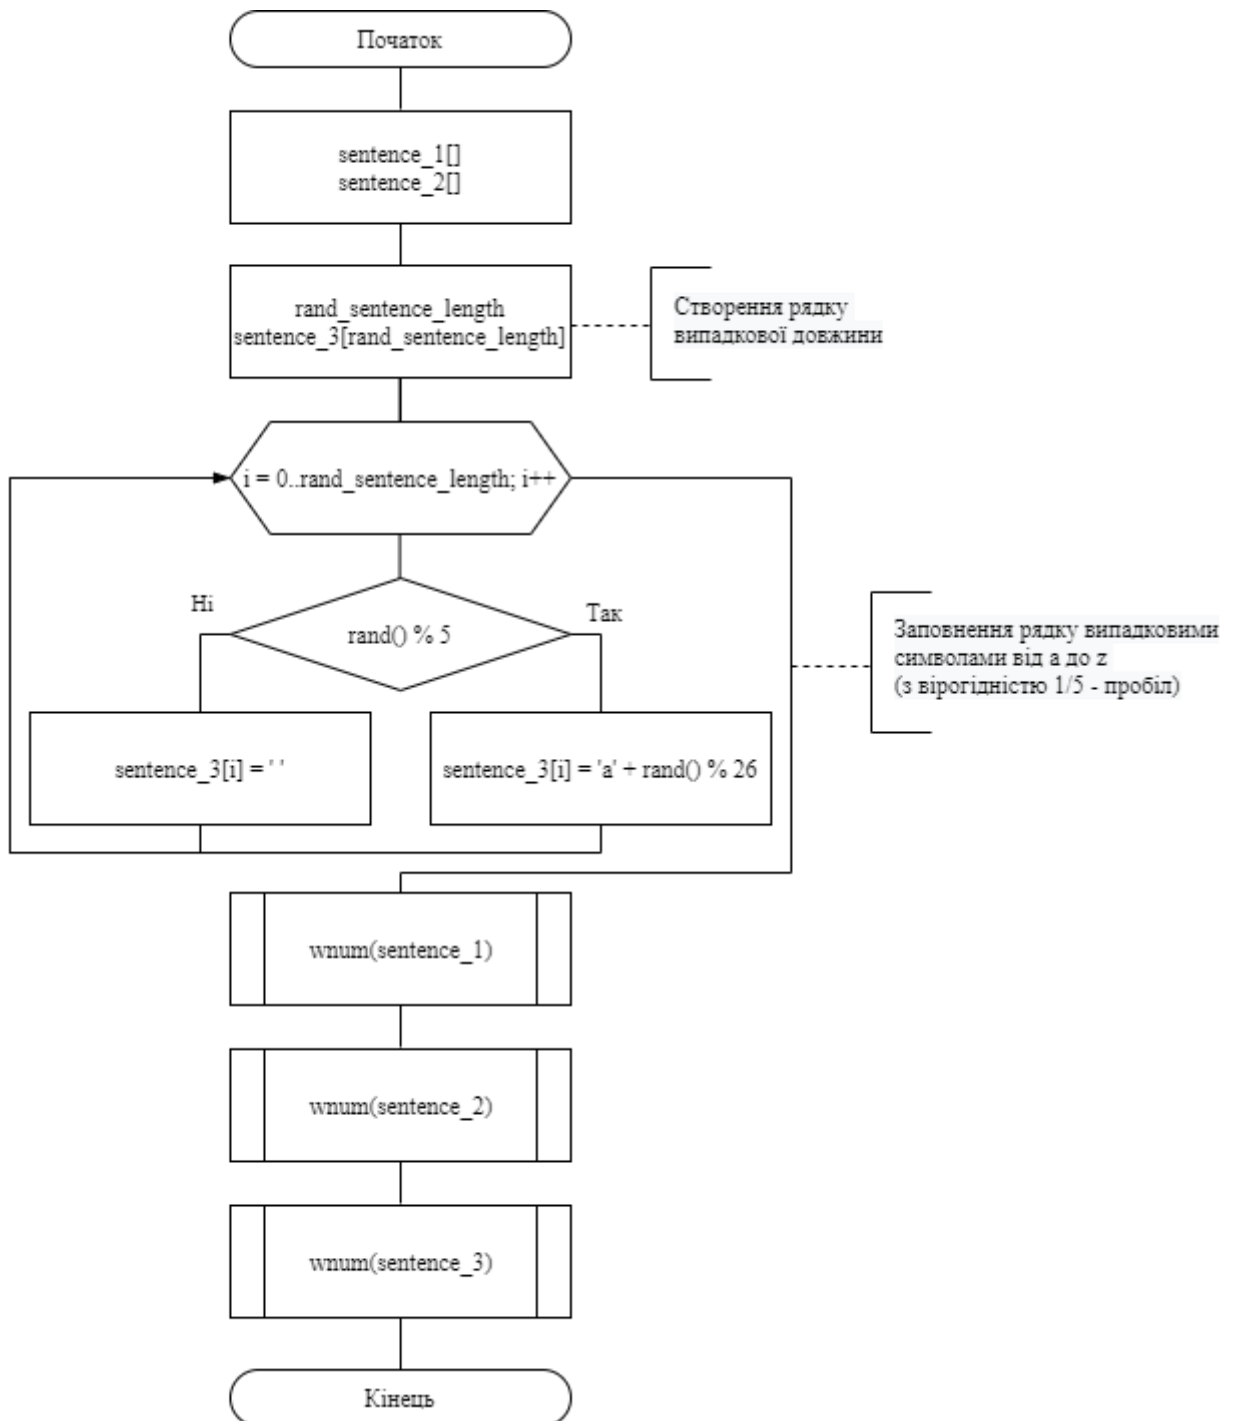 Початок
sentence_1[]
sentence_2[]
rand_sentence_length
sentence_3[rand_sentence_length]
Створення рядку
випадкової довжини
i = 0..rand_sentence_length; i++
Ні
Так
rand() % 5
Заповнення рядку випадковими
символами від a до z
(з вірогідністю 1/5 - пробіл)
sentence_3[i] = ' '
sentence_3[i] = 'a' + rand() % 26
wnum(sentence_1)
wnum(sentence_2)
wnum(sentence_3)
Кінець